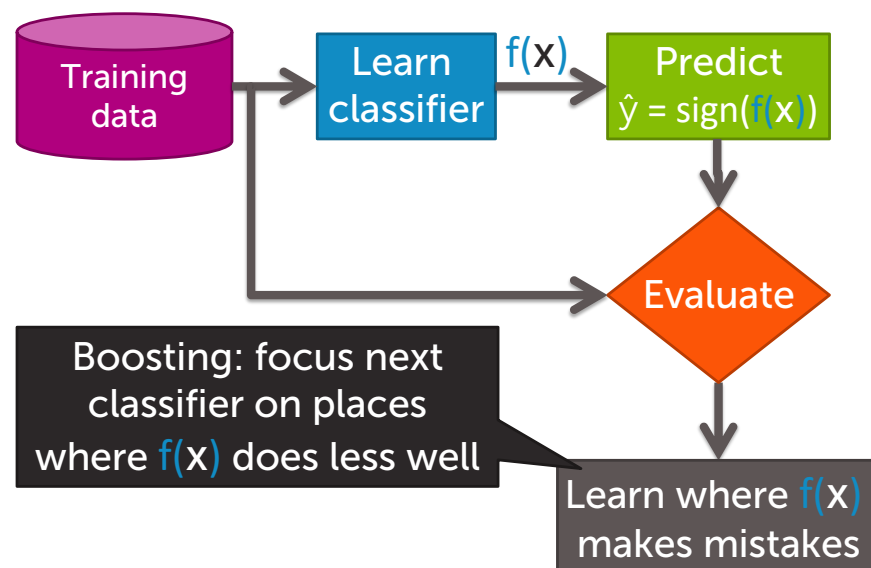 Training
data
Learn
classifier
f(x)
Predict
ŷ = sign(f(x))
Evaluate
Boosting: focus next
classifier on places
where f(x) does less well
Learn where f(x)
makes mistakes